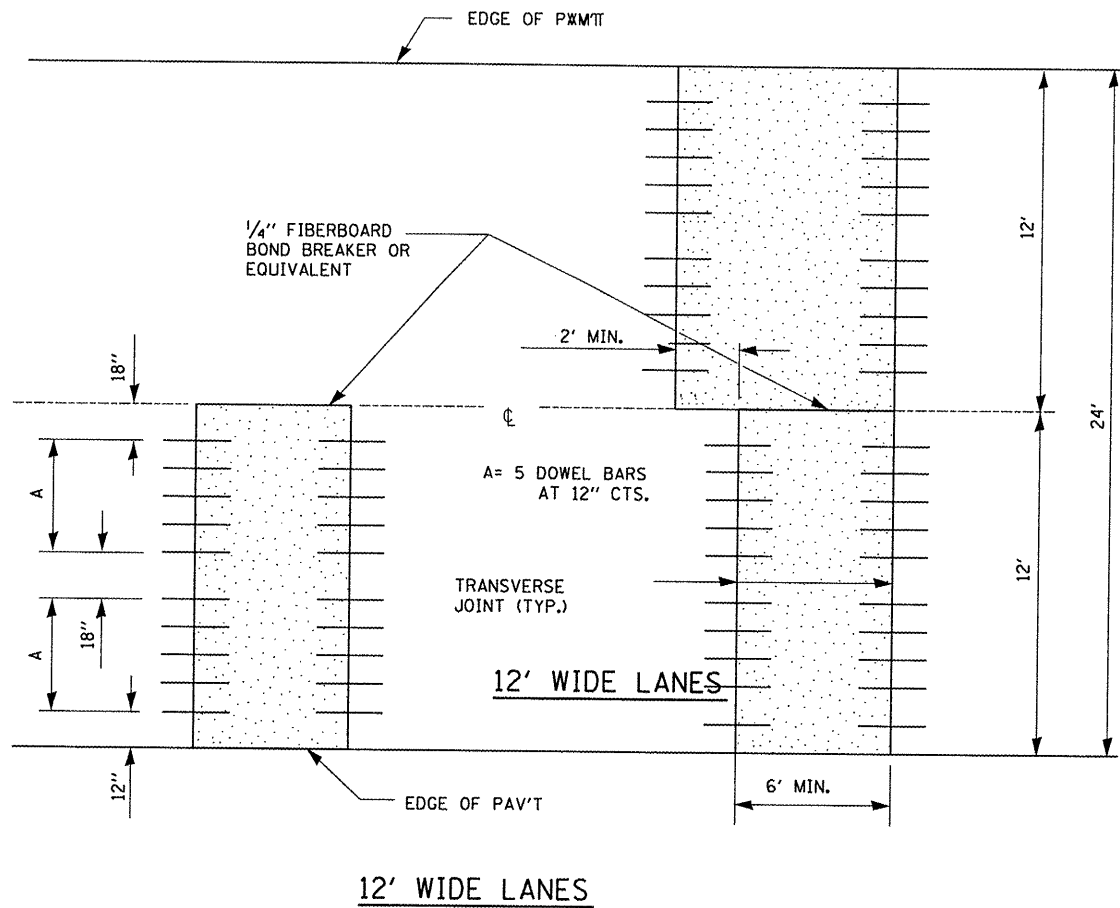 EDGE OF
1/4" FIBERBOARD
BOND BREAKER OR
EQUIVALENT
12'
2' MIN.
18"
℄
24'
A= 5 DOWEL BARS
AT 12" CTS.
A
TRANSVERSE
JOINT (TYP.)
12'
A
18"
12' WIDE LANES
12"
6' MIN.
EDGE OF PAV'T
12' WIDE LANES